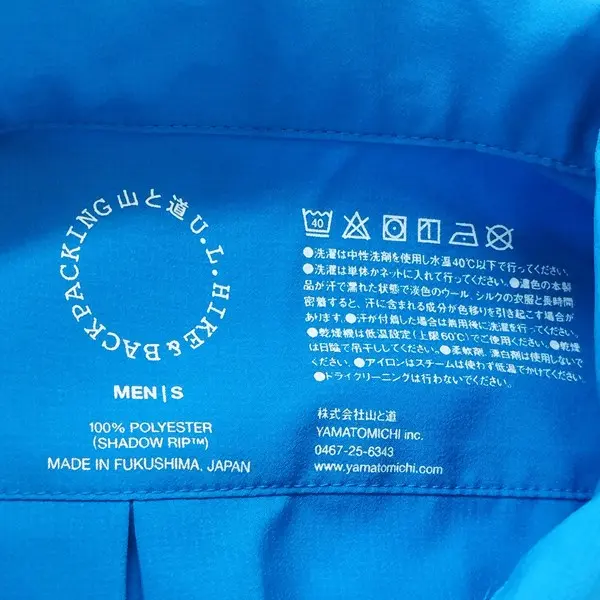 山と道 U.L. HIKE & BACKPACKING
MEN|S
100% POLYESTER
(SHADOW RIP™)
MADE IN FUKUSHIMA, JAPAN
40
●洗濯は中性洗剤を使用し水温40℃以下で行ってください。
●洗濯は単体かネットに入れて行ってください。●濃色の本製
品が汗で濡れた状態で淡色のウール、シルクの衣服と長時間
密着すると、汗に含まれる成分が色移りを引き起こす場合が
あります。●汗が付着した場合は着用後に洗濯を行ってください。
●乾燥機は低温設定(上限60℃)でご使用ください。●乾燥
は日陰で吊干ししてください。●柔軟剤、漂白剤は使用しないで
ください。●アイロンはスチームは使わず低温でかけてください。
●ドライクリーニングは行わないでください。
株式会社山と道
YAMATOMICHI inc.
0467-25-6343
www.yamatomichi.com